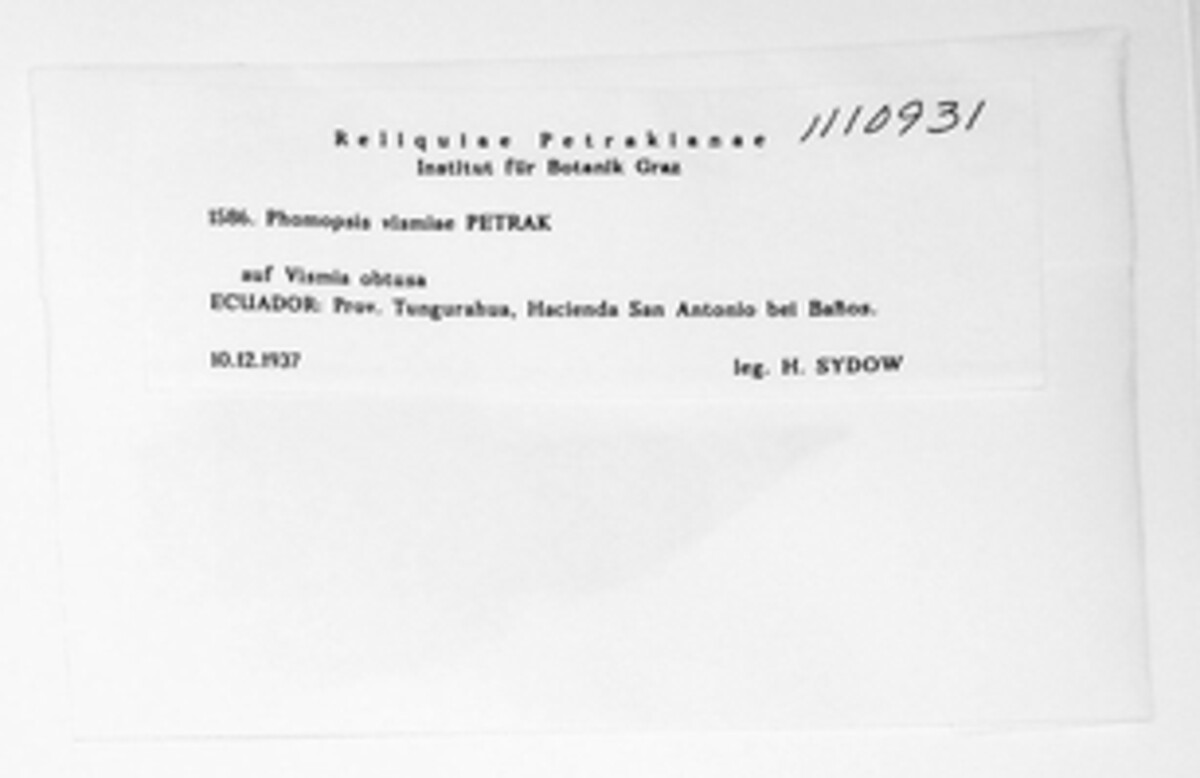 Reliquiae Petrakianae 1110931
Institut für Botanik Graz
1586. Phomopsis vismiae PETRAK
auf Vismia obtusa
ECUADOR: Prov. Tungurahua, Hacienda San Antonio bei Baños.
10.12.1937 leg. H. SYDOW